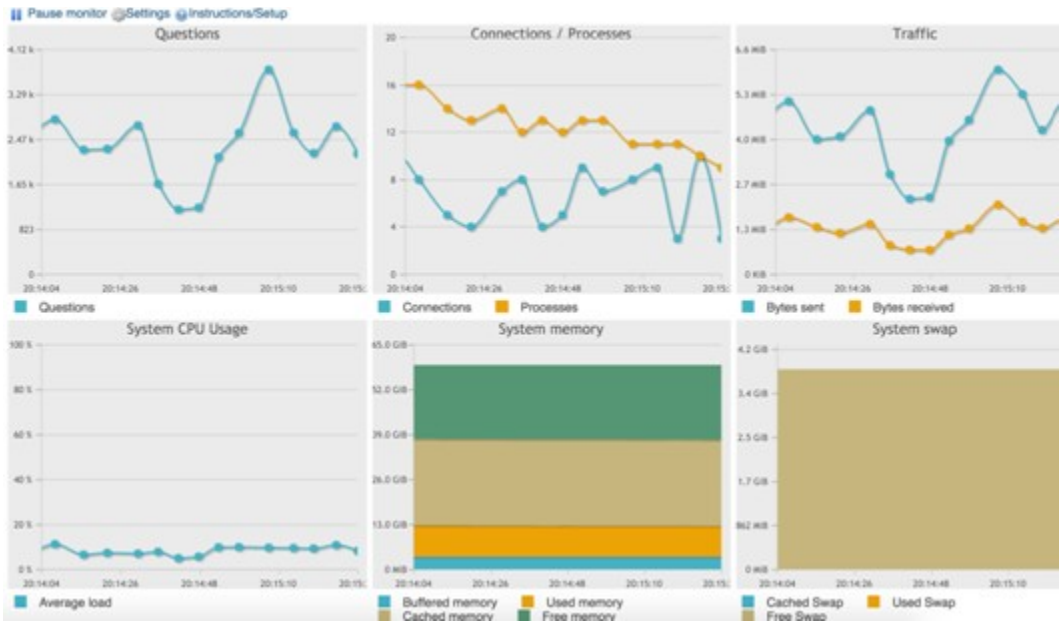 Pause monitor Settings Instructions/Setup
Questions
4.12 k
3.29 k
2.47 k
1.65 k
823
0
20:14:04 20:14:26 20:14:48 20:15:10 20:15:
Questions
Connections / Processes
20
16
12
8
4
0
20:14:04 20:14:26 20:14:48 20:15:10 20:15:
Connections Processes
Traffic
6.6 MiB
5.3 MiB
4.0 MiB
2.7 MiB
1.3 MiB
0 KiB
20:14:04 20:14:26 20:14:48 20:15:10
Bytes sent Bytes received
System CPU Usage
100 %
80 %
60 %
40 %
20 %
0 %
20:14:04 20:14:26 20:14:48 20:15:10 20:15:
Average load
System memory
65.0 GiB
52.0 GiB
39.0 GiB
26.0 GiB
13.0 GiB
0 MiB
20:14:04 20:14:26 20:14:48 20:15:10 20:15:
Buffered memory Used memory
Cached memory Free memory
System swap
4.2 GiB
3.4 GiB
2.5 GiB
1.7 GiB
862 MiB
0 MiB
20:14:04 20:14:26 20:14:48 20:15:10
Cached Swap Used Swap
Free Swap